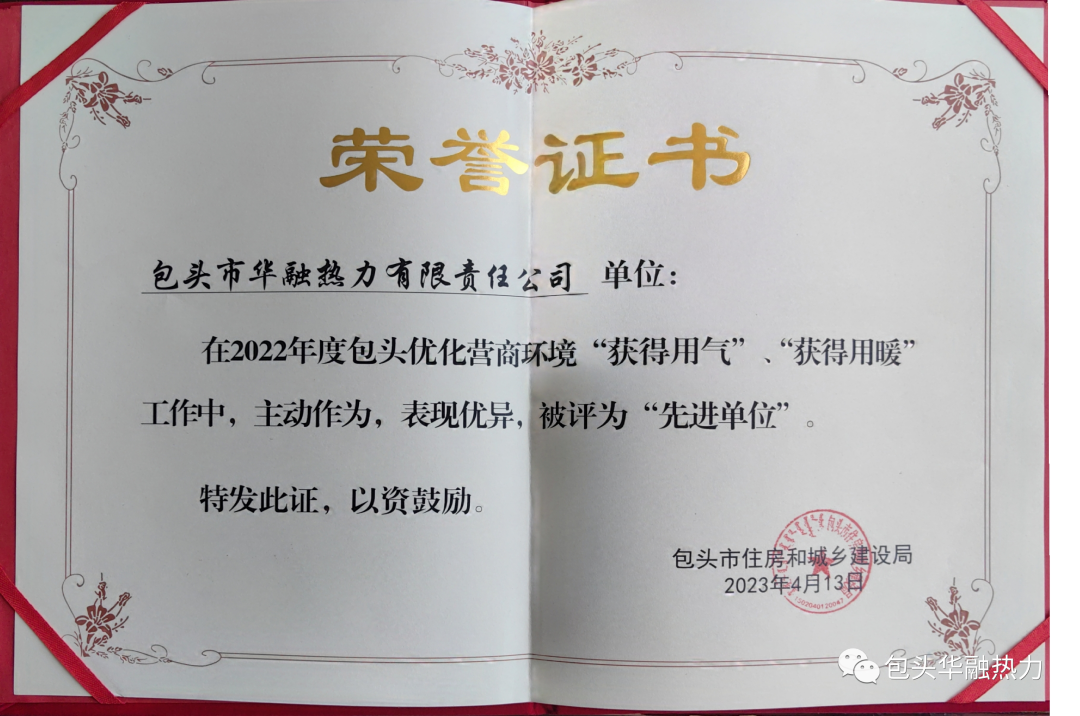 荣誉证书
包头市华融热力有限责任公司 单位：
在2022年度包头优化营商环境“获得用气”、“获得用暖”
工作中，主动作为，表现优异，被评为“先进单位”。
特发此证，以资鼓励。
包头市住房和城乡建设局
2023年4月13日
包头华融热力